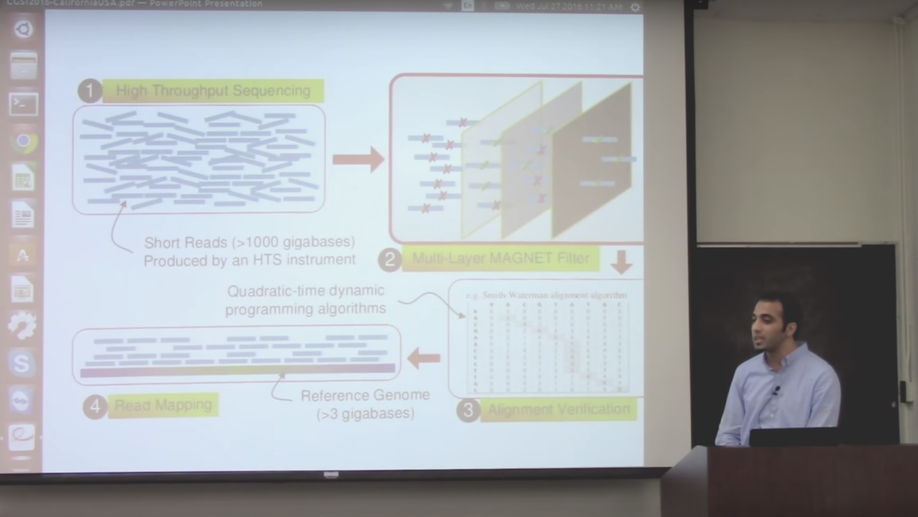 CGSI2016-CaliforniaUSA.pdf — PowerPoint Presentation
Wed Jul 27 2016 11:21 AM
1 High Throughput Sequencing
Short Reads (>1000 gigabases)
Produced by an HTS instrument
2 Multi-Layer MAGNET Filter
Quadratic-time dynamic
programming algorithms
e.g. Smith-Waterman alignment algorithm
Reference Genome
(>3 gigabases)
4 Read Mapping
3 Alignment Verification